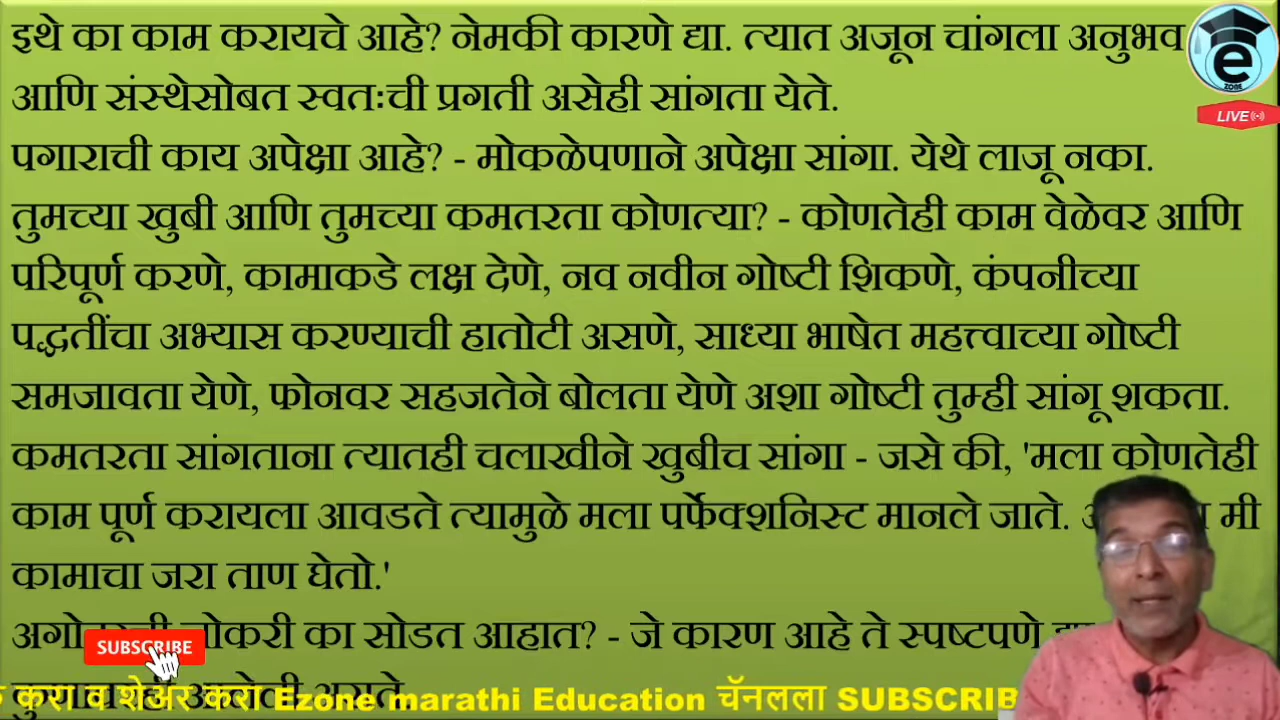 इथे का काम करायचे आहे? नेमकी कारणे द्या. त्यात अजून चांगला अनुभव
आणि संस्थेसोबत स्वतःची प्रगती असेही सांगता येते.
पगाराची काय अपेक्षा आहे? - मोकळेपणाने अपेक्षा सांगा. येथे लाजू नका.
तुमच्या खुबी आणि तुमच्या कमतरता कोणत्या? - कोणतेही काम वेळेवर आणि
परिपूर्ण करणे, कामाकडे लक्ष देणे, नव नवीन गोष्टी शिकणे, कंपनीच्या
पद्धतींचा अभ्यास करण्याची हातोटी असणे, साध्या भाषेत महत्त्वाच्या गोष्टी
समजावता येणे, फोनवर सहजतेने बोलता येणे अशा गोष्टी तुम्ही सांगू शकता.
कमतरता सांगताना त्यातही चलाखीने खुबीच सांगा - जसे की, 'मला कोणतेही
काम पूर्ण करायला आवडते त्यामुळे मला पर्फेक्शनिस्ट मानले जाते. मी
कामाचा जरा ताण घेतो.'
का सोडत आहात? - जे कारण आहे ते स्पष्टपणे
व शेअर करा Ezone marathi Education चॅनलला SUBSCRIB
SUBSCRIBE
e
ZONE
LIVE